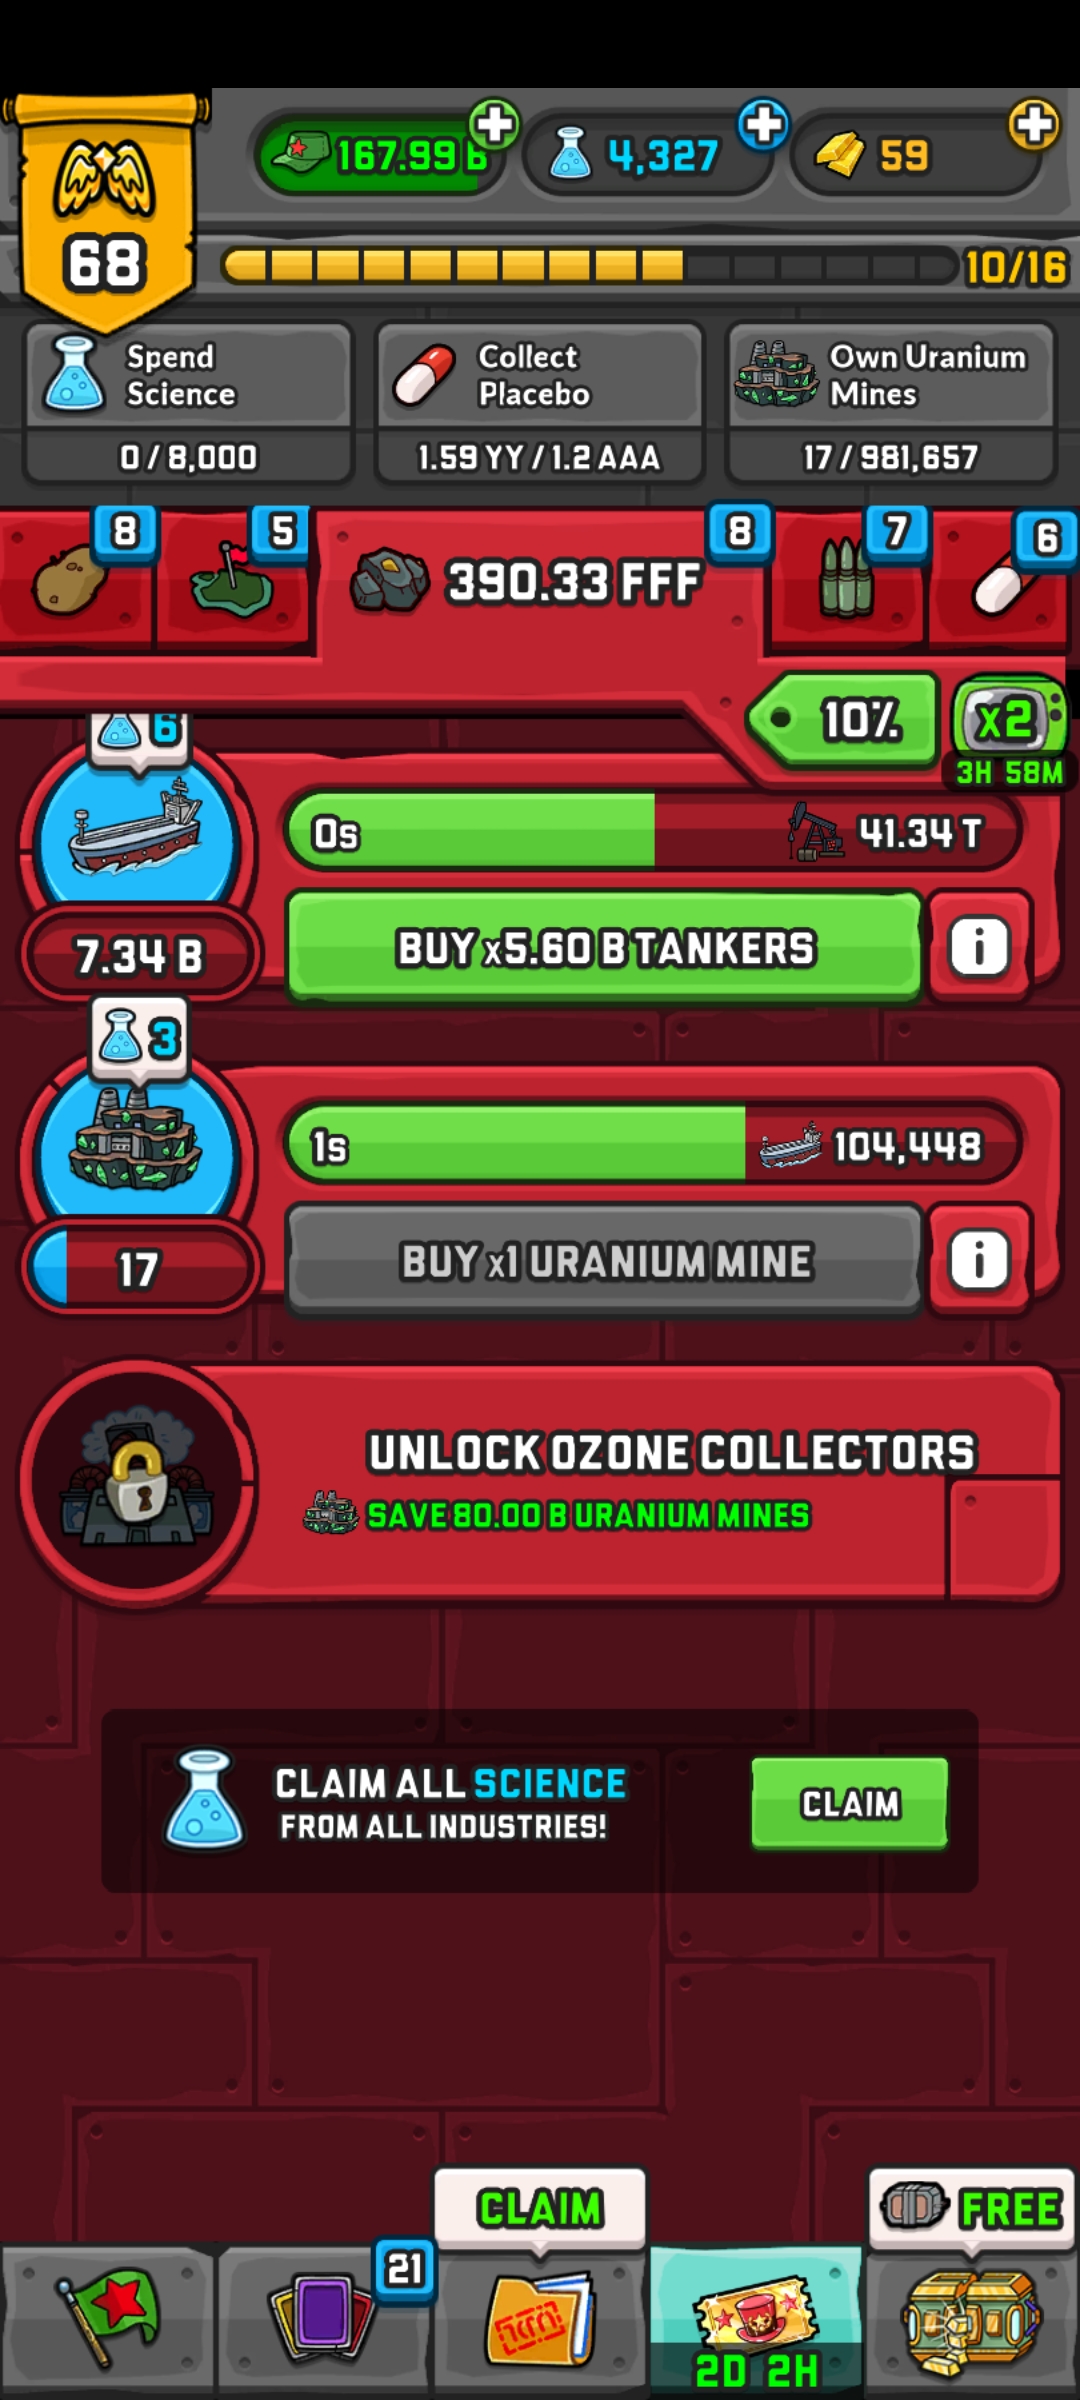 167.99 B
4,327
59
68
10/16
Spend
Science
0 / 8,000
Collect
Placebo
1.59 YY / 1.2 AAA
Own Uranium
Mines
17 / 981,657
8
5
390.33 FFF
8
7
6
10%
x2
3H 58M
6
0s
41.34 T
7.34 B
BUY x5.60 B TANKERS
i
3
1s
104,448
17
BUY x1 URANIUM MINE
i
UNLOCK OZONE COLLECTORS
SAVE 80.00 B URANIUM MINES
CLAIM ALL SCIENCE
FROM ALL INDUSTRIES!
CLAIM
CLAIM
FREE
21
2D 2H